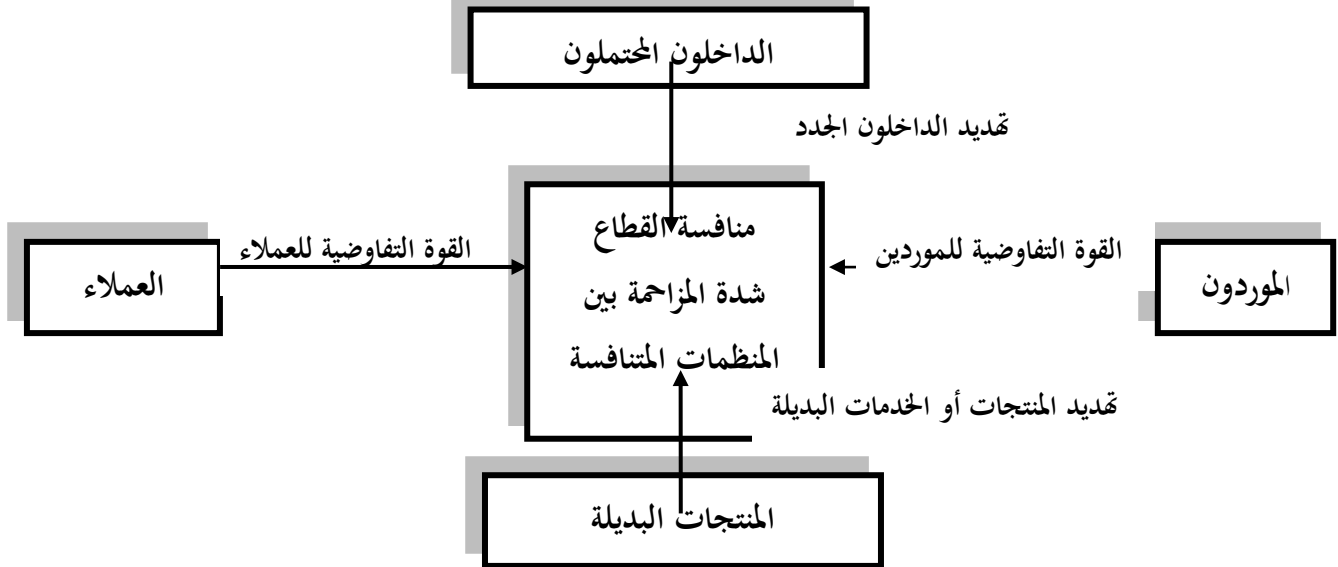 الداخلون المحتملون
تهديد الداخلون الجدد
منافسة القطاع
شدة المزاحمة بين
المنظمات المتنافسة
القوة التفاوضية للموردين
الموردون
القوة التفاوضية للعملاء
العملاء
تهديد المنتجات أو الخدمات البديلة
المنتجات البديلة